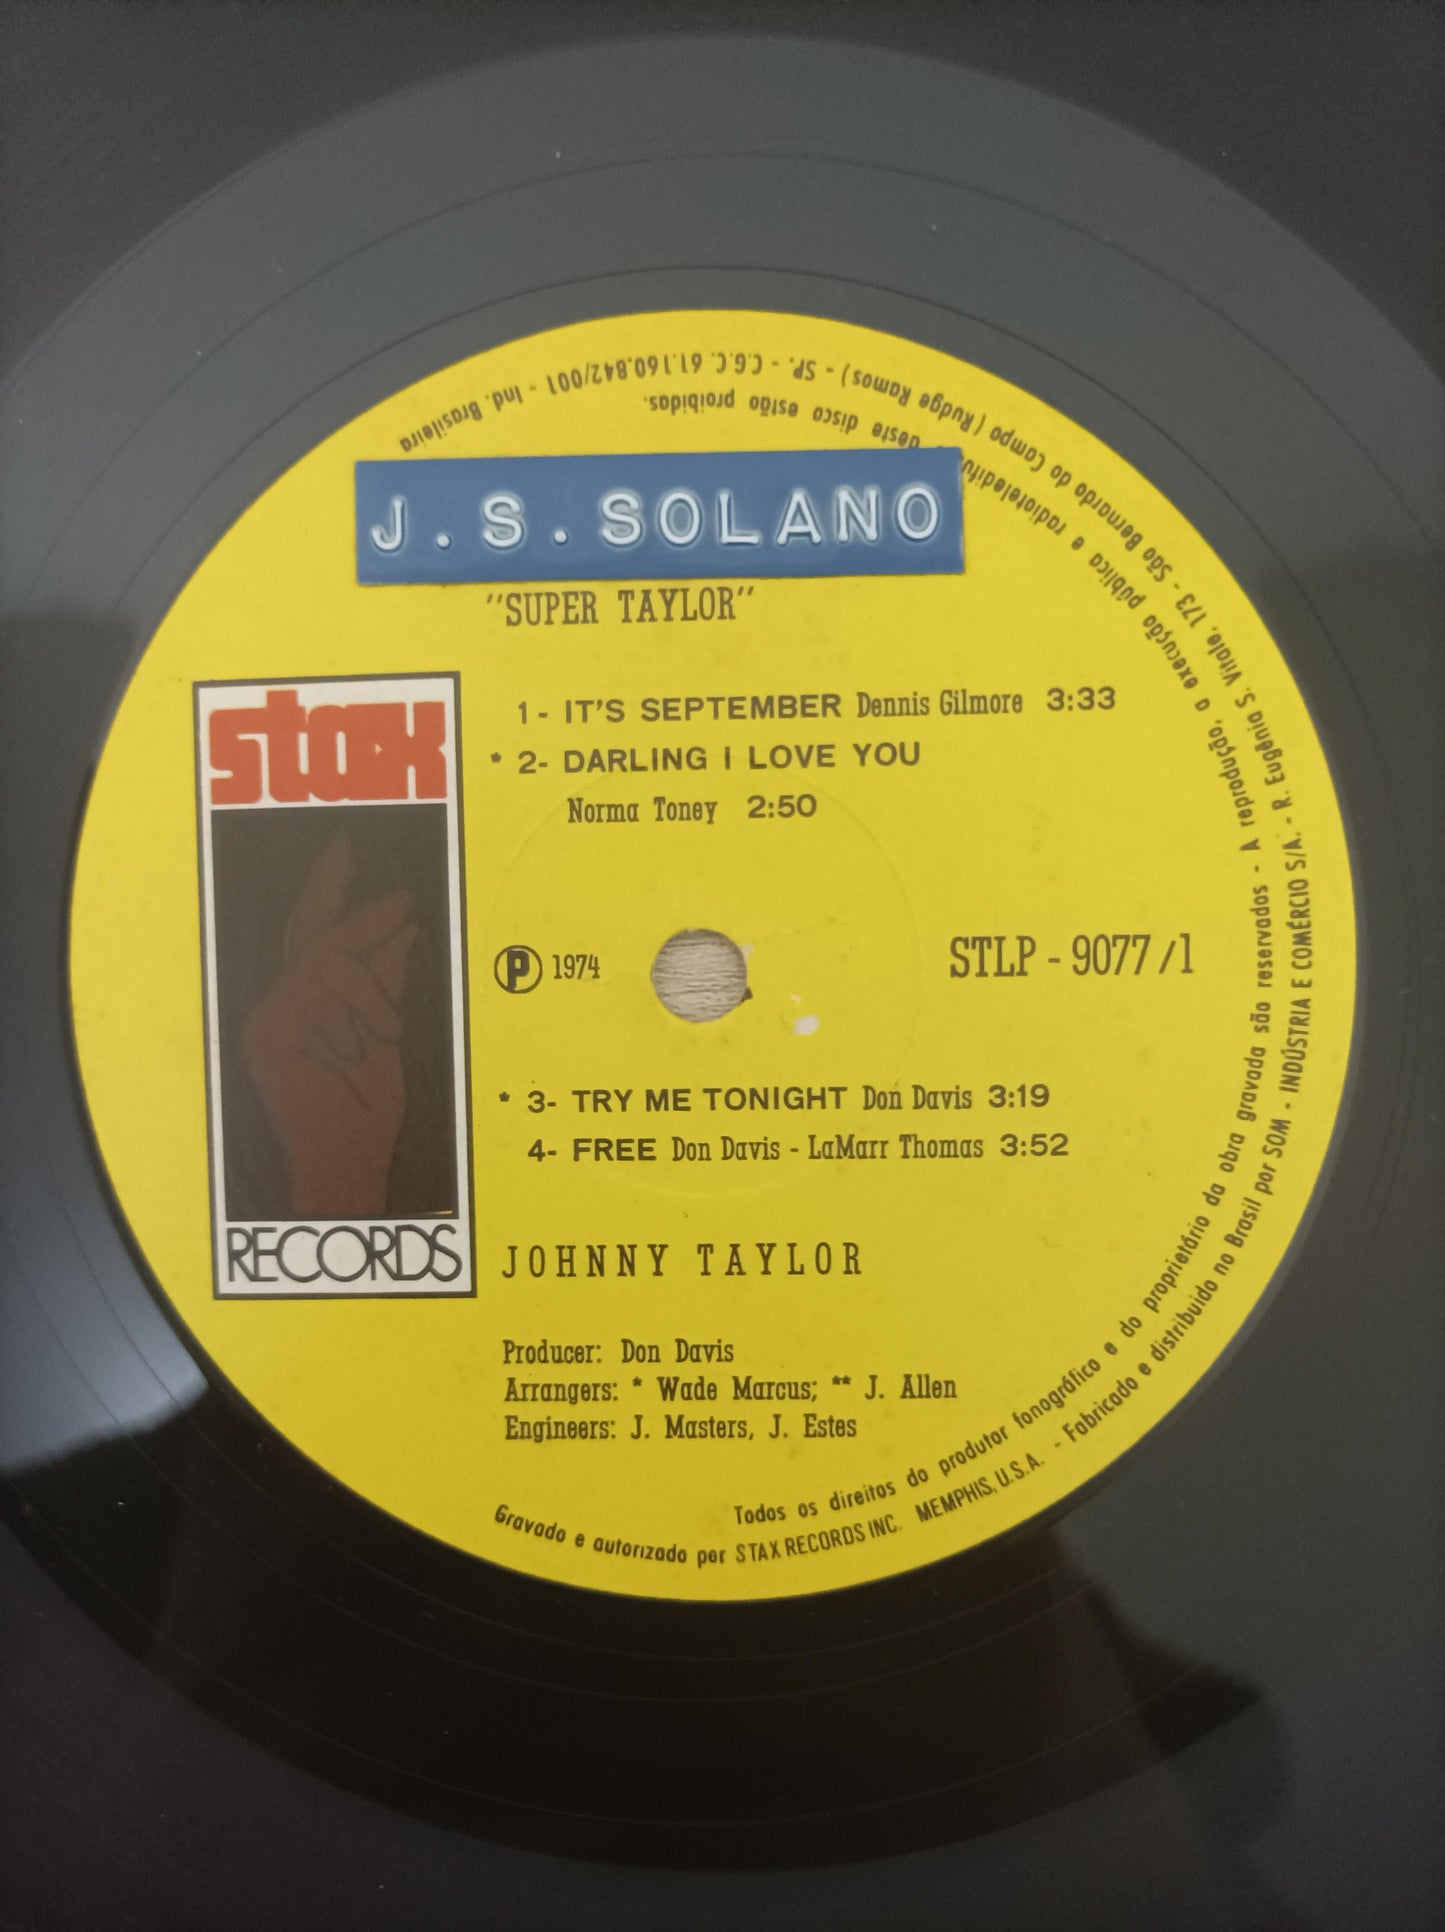 J.S.SOLANO
"SUPER TAYLOR"
stax
RECORDS
1- IT'S SEPTEMBER Dennis Gilmore 3:33
* 2- DARLING I LOVE YOU
Norma Toney 2:50
P 1974
STLP - 9077/1
* 3- TRY ME TONIGHT Don Davis 3:19
4- FREE Don Davis - LaMarr Thomas 3:52
JOHNNY TAYLOR
Producer: Don Davis
Arrangers: * Wade Marcus; ** J. Allen
Engineers: J. Masters, J. Estes
Gravado e autorizado por STAX RECORDS INC. MEMPHIS, U.S.A. - Fabricado e distribuido no Brasil por SOM - INDÚSTRIA E COMÉRCIO S/A. - R. Eugênia S. Vitale, 173 - São Bernardo do Campo (Rudge Ramos) - SP. - C.G.C. 61.160.842/001 - Ind. Brasileira
Todos os direitos do produtor fonográfico e do proprietário da obra gravada são reservados - A reprodução, a execução pública e radioteledifu deste disco estão proibidas.